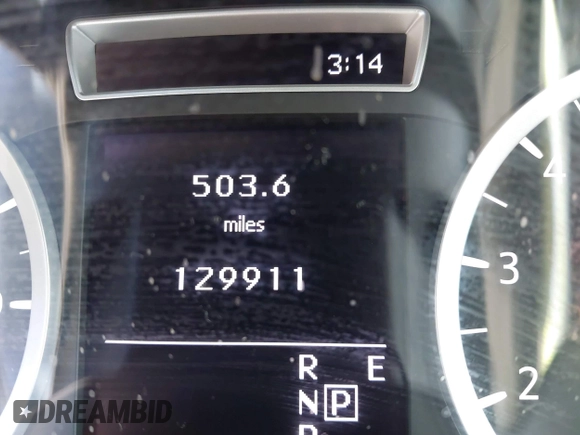 3:14
503.6
miles
129911
R E
N P
4
3
2
DREAMBID